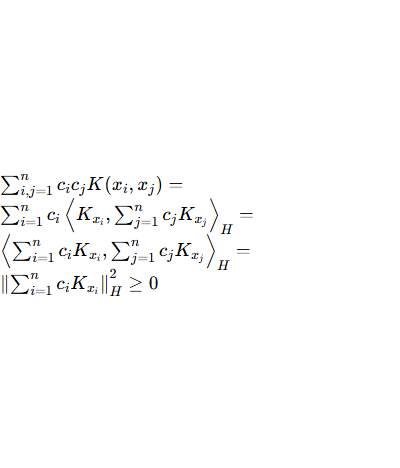 $\sum_{i,j=1}^{n} c_i c_j K(x_i, x_j) =$
$\sum_{i=1}^{n} c_i \left\langle K_{x_i}, \sum_{j=1}^{n} c_j K_{x_j} \right\rangle_H =$
$\left\langle \sum_{i=1}^{n} c_i K_{x_i}, \sum_{j=1}^{n} c_j K_{x_j} \right\rangle_H =$
$\left\| \sum_{i=1}^{n} c_i K_{x_i} \right\|_H^2 \geq 0$